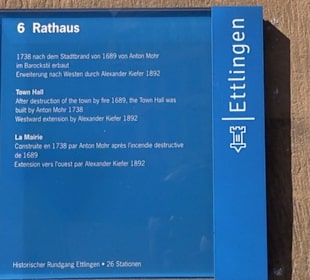 6 Rathaus
1738 nach dem Stadtbrand von 1689 von Anton Mohr
im Barockstil erbaut
Erweiterung nach Westen durch Alexander Kiefer 1892
Town Hall
After destruction of the town by fire 1689, the Town Hall was
built by Anton Mohr 1738
Westward extension by Alexander Kiefer 1892
La Mairie
Construite en 1738 par Anton Mohr après l'incendie destructive
de 1689
Extension vers l'ouest par Alexander Kiefer 1892
Historischer Rundgang Ettlingen • 26 Stationen
Ettlingen